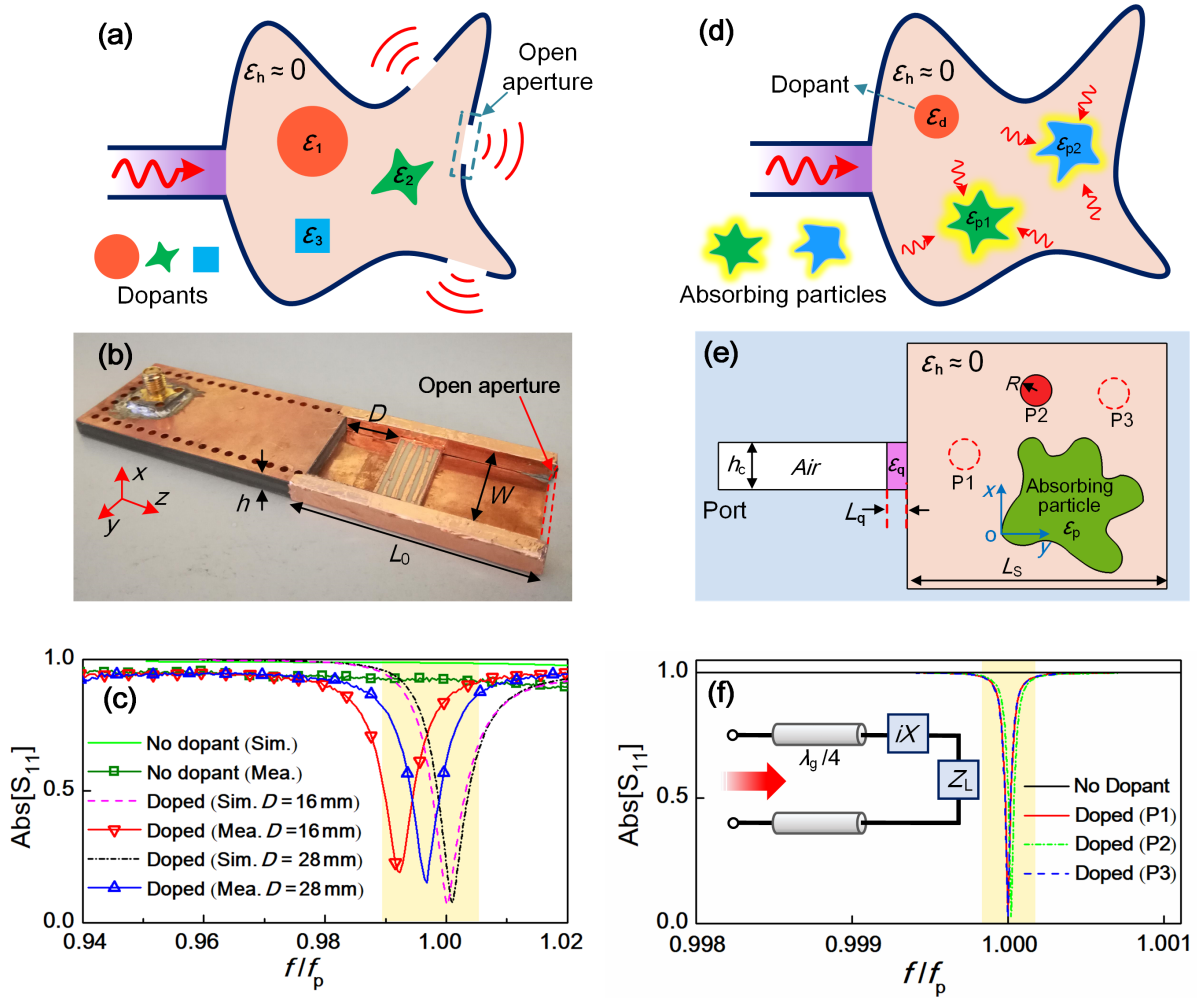 (a)
εh ≈ 0
Open
aperture
ε1
ε2
ε3
Dopants
(d)
εh ≈ 0
Dopant
εd
εp2
εp1
Absorbing particles
(b)
Open aperture
D
x
z
y
h
W
L0
(e)
εh ≈ 0
R
P2
P3
P1
hc
Air
εq
Port
Lq
Absorbing
particle
εp
x
o
y
LS
(c)
Abs[S11]
1.0
0.5
0.0
No dopant (Sim.)
No dopant (Mea.)
Doped (Sim. D = 16 mm)
Doped (Mea. D = 16 mm)
Doped (Sim. D = 28 mm)
Doped (Mea. D = 28 mm)
0.94 0.96 0.98 1.00 1.02
f / fp
(f)
Abs[S11]
1.0
0.5
0.0
λg /4
iX
ZL
No Dopant
Doped (P1)
Doped (P2)
Doped (P3)
0.998 0.999 1.000 1.001
f / fp